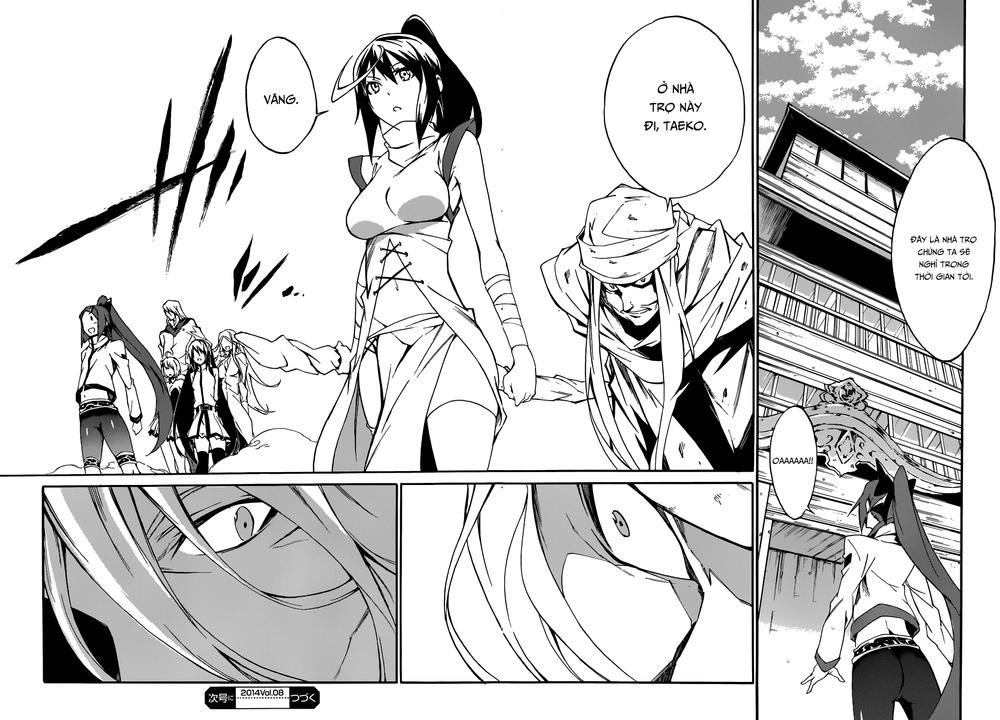 ĐÂY LÀ NHÀ TRỌ
CHÚNG TA SẼ
NGHỈ TRONG
THỜI GIAN TỚI.
OAAAAAA!!
Ở NHÀ
TRỌ NÀY
ĐI, TAEKO.
VÂNG.
次号に 2014Vol.08 つづく